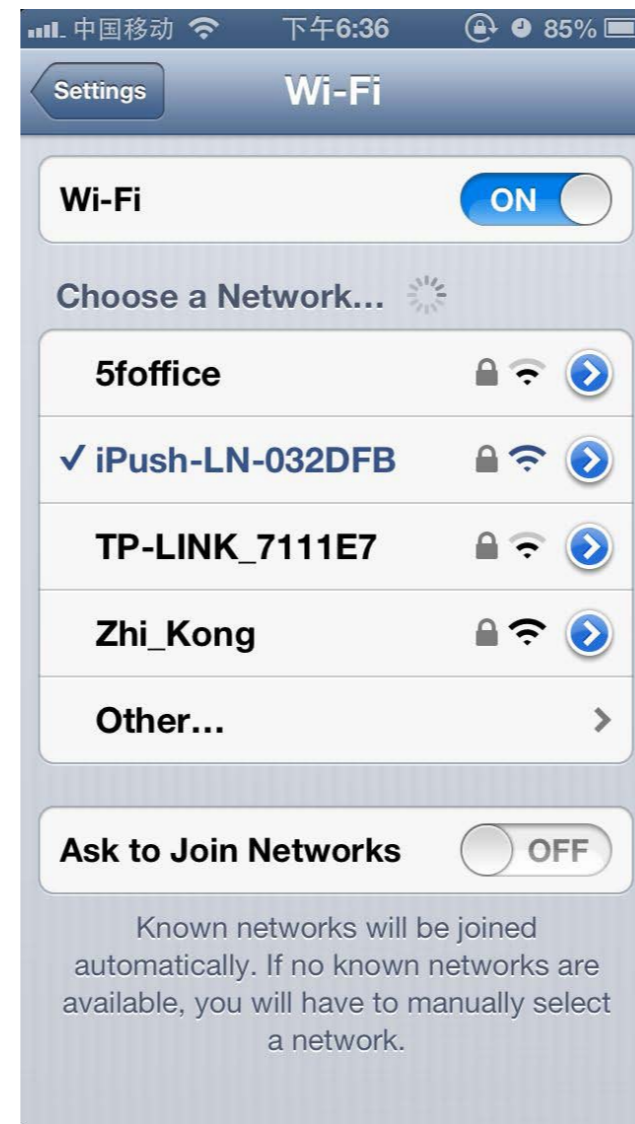 中国移动 下午6:36 85%
Settings Wi-Fi
Wi-Fi ON
Choose a Network...
5foffice
✓ iPush-LN-032DFB
TP-LINK_7111E7
Zhi_Kong
Other...
Ask to Join Networks OFF
Known networks will be joined
automatically. If no known networks are
available, you will have to manually select
a network.